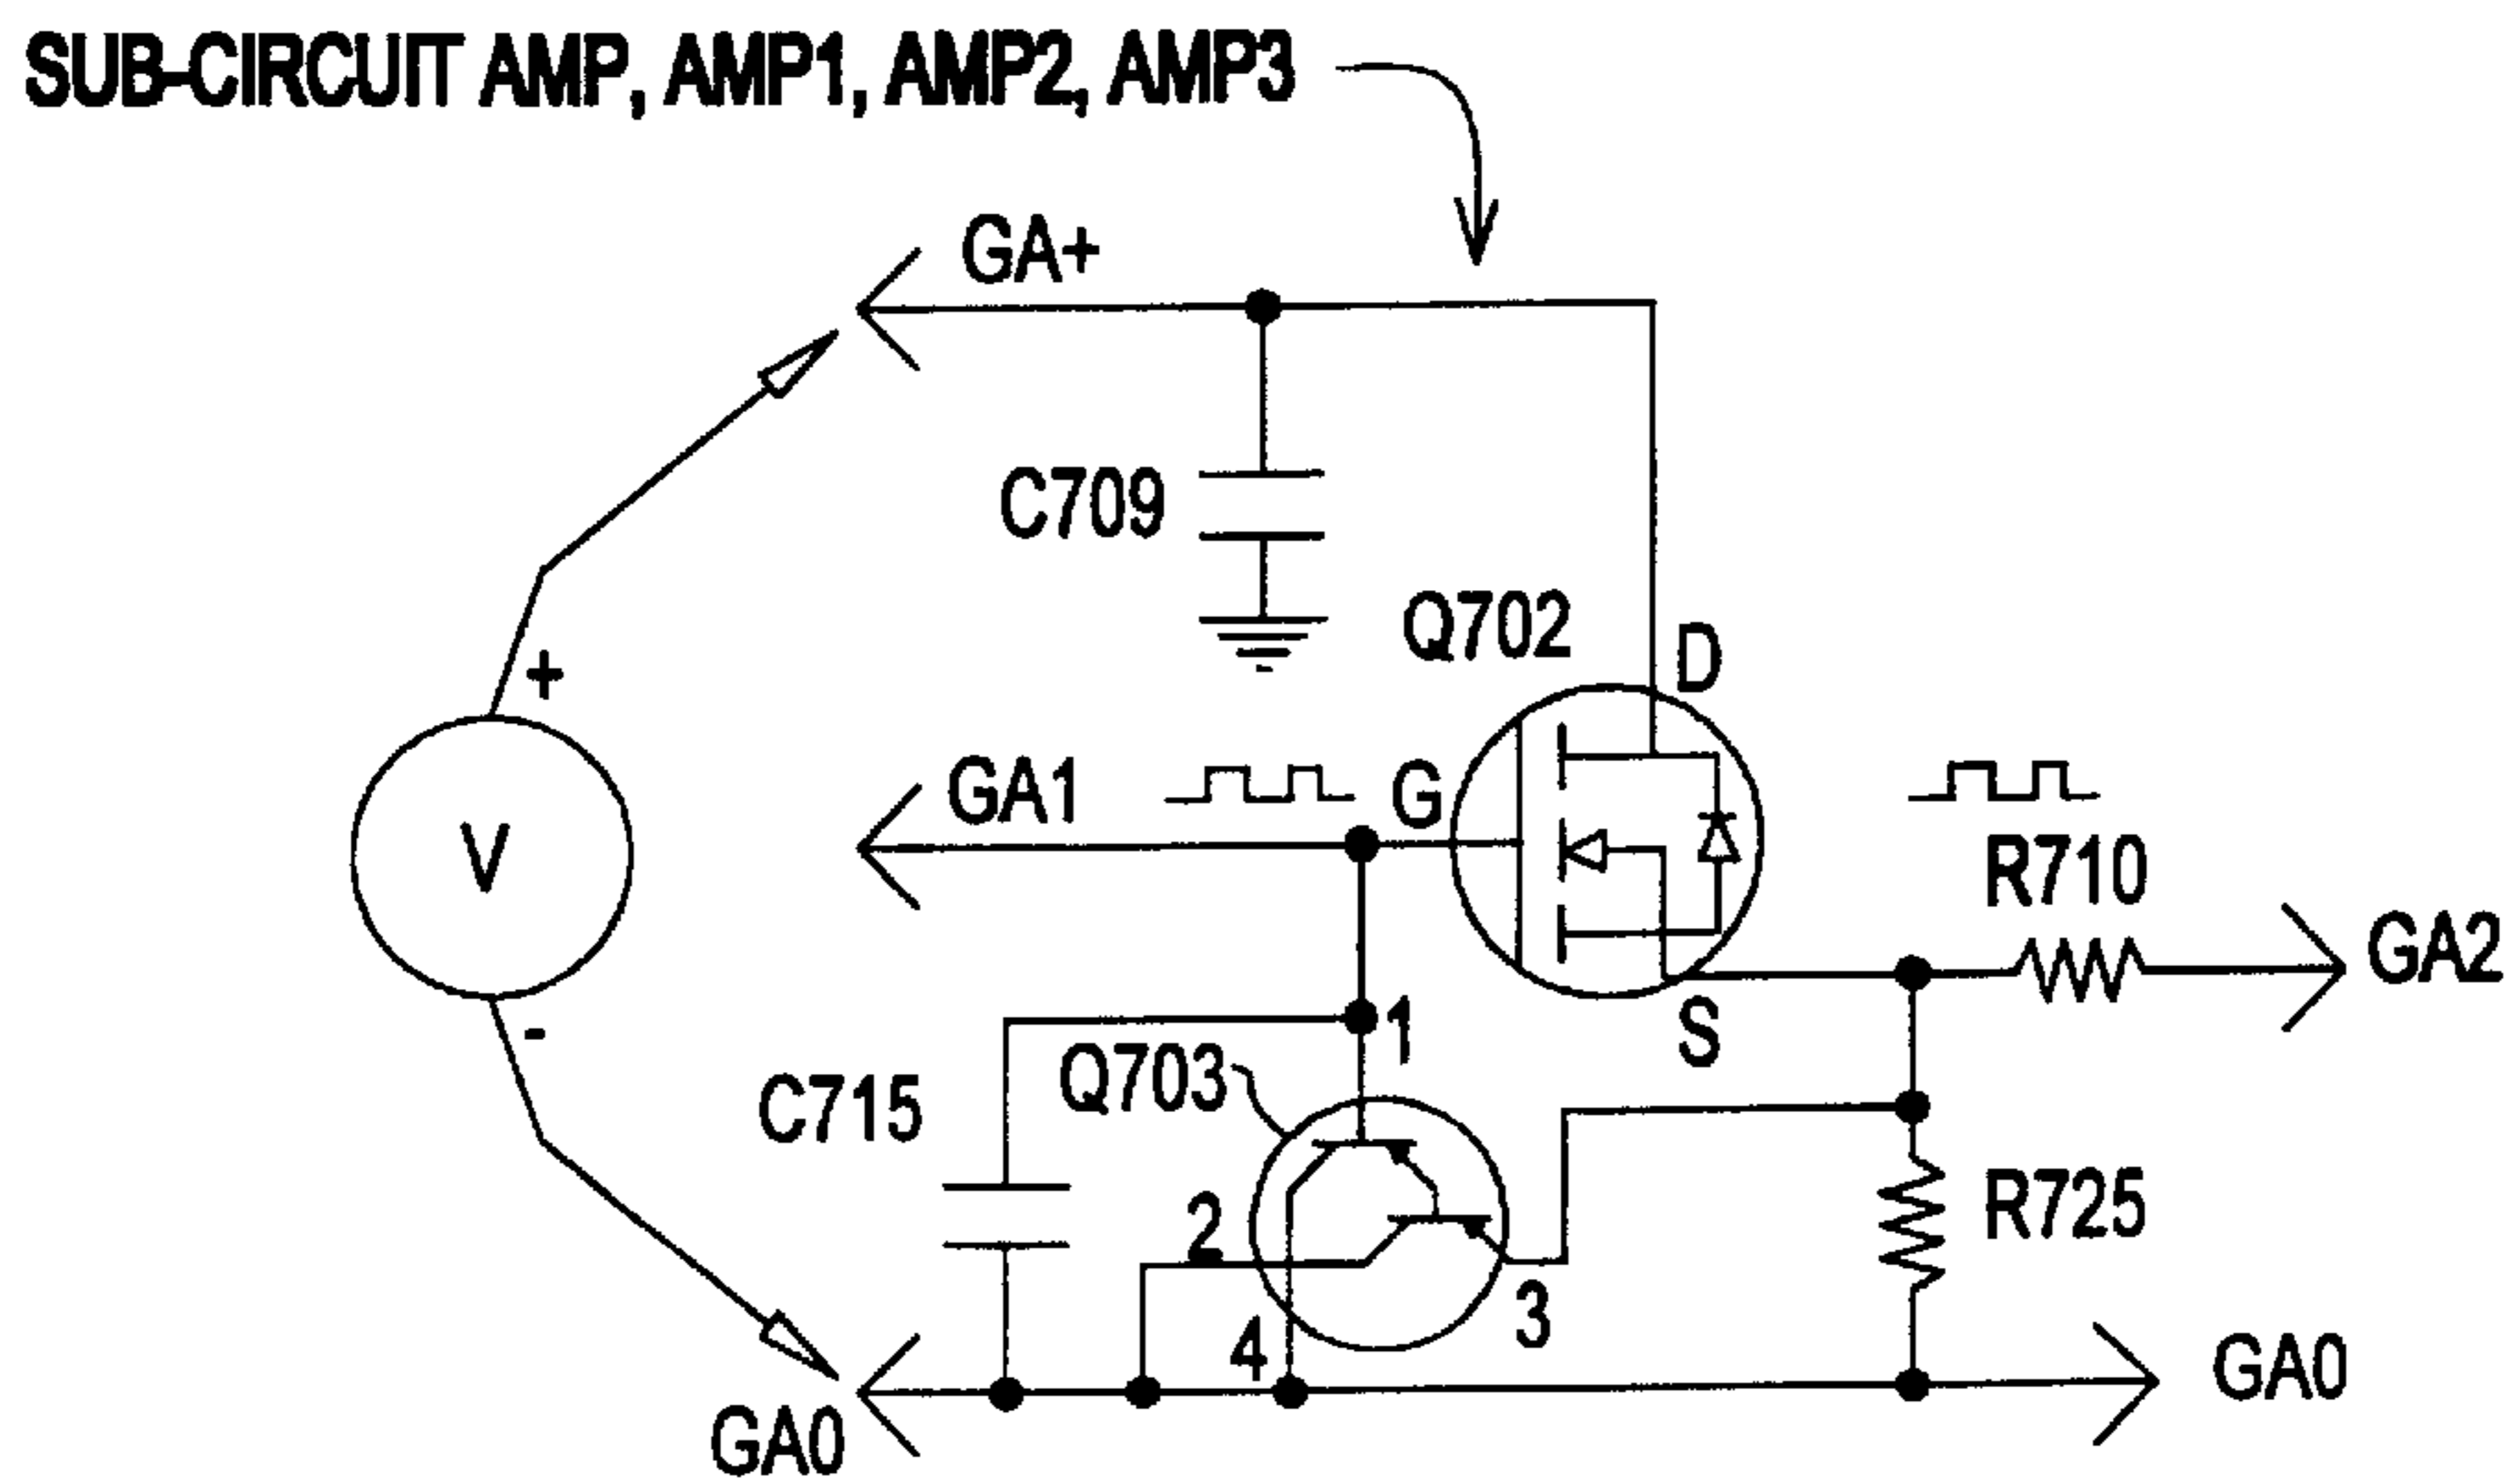 SUB-CIRCUIT AMP, AMP1, AMP2, AMP3
GA+
C709
Q702
D
+
GA1
G
V
R710
GA2
-
1
S
Q703
C715
R725
2
3
4
GA0
GA0